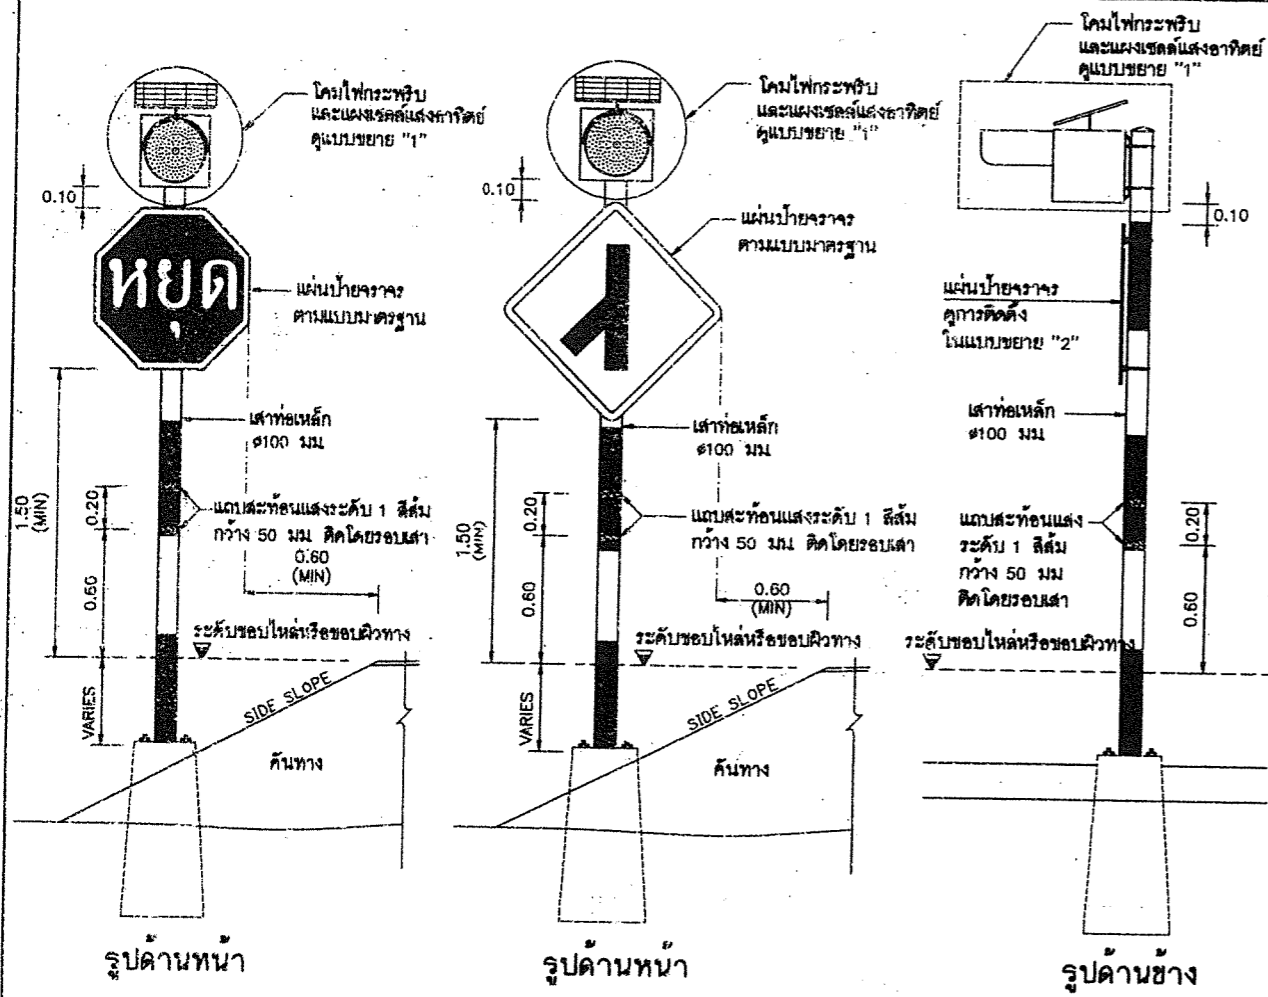 โคมไฟกระพริบ
และแผงเซลล์แสงอาทิตย์
ดูแบบขยาย "1"
0.10
หยุด
แผ่นป้ายจราจร
ตามแบบมาตรฐาน
เสาท่อเหล็ก
ø100 มม
1.50
(MIN)
0.20
แถบสะท้อนแสงระดับ 1 สีส้ม
กว้าง 50 มม ติดโดยรอบเสา
0.60
(MIN)
0.60
ระดับขอบไหล่หรือขอบผิวทาง
VARIES
SIDE SLOPE
คันทาง
รูปด้านหน้า
โคมไฟกระพริบ
และแผงเซลล์แสงอาทิตย์
ดูแบบขยาย "1"
0.10
แผ่นป้ายจราจร
ตามแบบมาตรฐาน
เสาท่อเหล็ก
ø100 มม
1.50
(MIN)
0.20
แถบสะท้อนแสงระดับ 1 สีส้ม
กว้าง 50 มม ติดโดยรอบเสา
0.60
0.60
(MIN)
ระดับขอบไหล่หรือขอบผิวทาง
VARIES
SIDE SLOPE
คันทาง
รูปด้านหน้า
โคมไฟกระพริบ
และแผงเซลล์แสงอาทิตย์
ดูแบบขยาย "1"
0.10
แผ่นป้ายจราจร
ดูการติดตั้ง
ในแบบขยาย "2"
เสาท่อเหล็ก
ø100 มม
แถบสะท้อนแสง
ระดับ 1 สีส้ม
กว้าง 50 มม
ติดโดยรอบเสา
0.20
0.60
ระดับขอบไหล่หรือขอบผิวทาง
รูปด้านข้าง